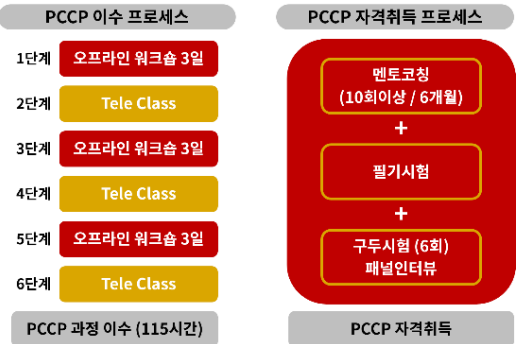 PCCP 이수 프로세스
1단계 오프라인 워크숍 3일
2단계 Tele Class
3단계 오프라인 워크숍 3일
4단계 Tele Class
5단계 오프라인 워크숍 3일
6단계 Tele Class
PCCP 과정 이수 (115시간)
PCCP 자격취득 프로세스
멘토코칭
(10회이상 / 6개월)
+
필기시험
+
구두시험 (6회)
패널인터뷰
PCCP 자격취득